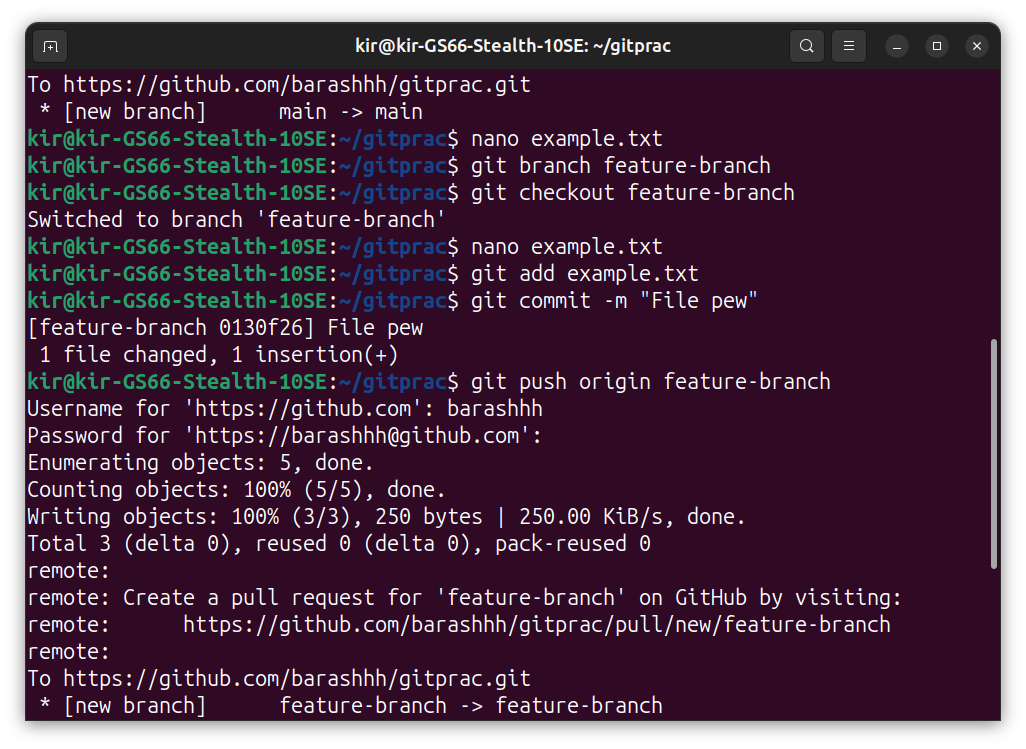 kir@kir-GS66-Stealth-10SE: ~/gitprac
To https://github.com/barashhh/gitprac.git
 * [new branch]      main -> main
kir@kir-GS66-Stealth-10SE:~/gitprac$ nano example.txt
kir@kir-GS66-Stealth-10SE:~/gitprac$ git branch feature-branch
kir@kir-GS66-Stealth-10SE:~/gitprac$ git checkout feature-branch
Switched to branch 'feature-branch'
kir@kir-GS66-Stealth-10SE:~/gitprac$ nano example.txt
kir@kir-GS66-Stealth-10SE:~/gitprac$ git add example.txt
kir@kir-GS66-Stealth-10SE:~/gitprac$ git commit -m "File pew"
[feature-branch 0130f26] File pew
 1 file changed, 1 insertion(+)
kir@kir-GS66-Stealth-10SE:~/gitprac$ git push origin feature-branch
Username for 'https://github.com': barashhh
Password for 'https://barashhh@github.com':
Enumerating objects: 5, done.
Counting objects: 100% (5/5), done.
Writing objects: 100% (3/3), 250 bytes | 250.00 KiB/s, done.
Total 3 (delta 0), reused 0 (delta 0), pack-reused 0
remote:
remote: Create a pull request for 'feature-branch' on GitHub by visiting:
remote:      https://github.com/barashhh/gitprac/pull/new/feature-branch
remote:
To https://github.com/barashhh/gitprac.git
 * [new branch]      feature-branch -> feature-branch